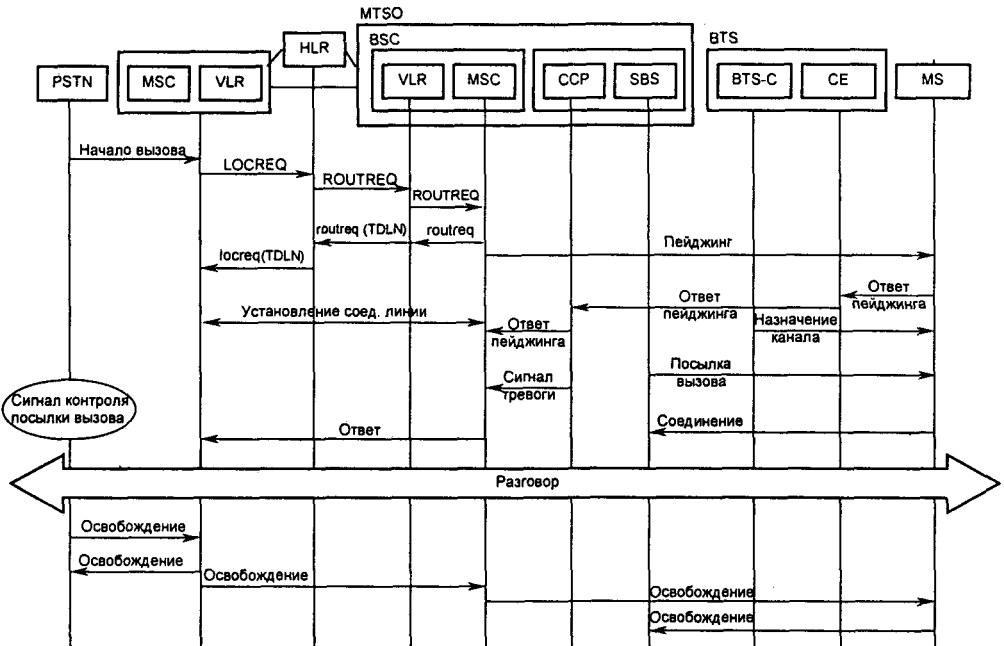 MTSO
HLR
BSC
BTS
PSTN
MSC
VLR
VLR
MSC
CCP
SBS
BTS-C
CE
MS
Начало вызова
LOCREQ
ROUTREQ
ROUTREQ
routreq (TDLN)
routreq
Пейджинг
locreq(TDLN)
Ответ
пейджинга
Ответ
пейджинга
Установление соед. линии
Назначение
канала
Ответ
пейджинга
Посылка
вызова
Сигнал
тревоги
Сигнал контроля
посылки вызова
Соединение
Ответ
Разговор
Освобождение
Освобождение
Освобождение
Освобождение
Освобождение